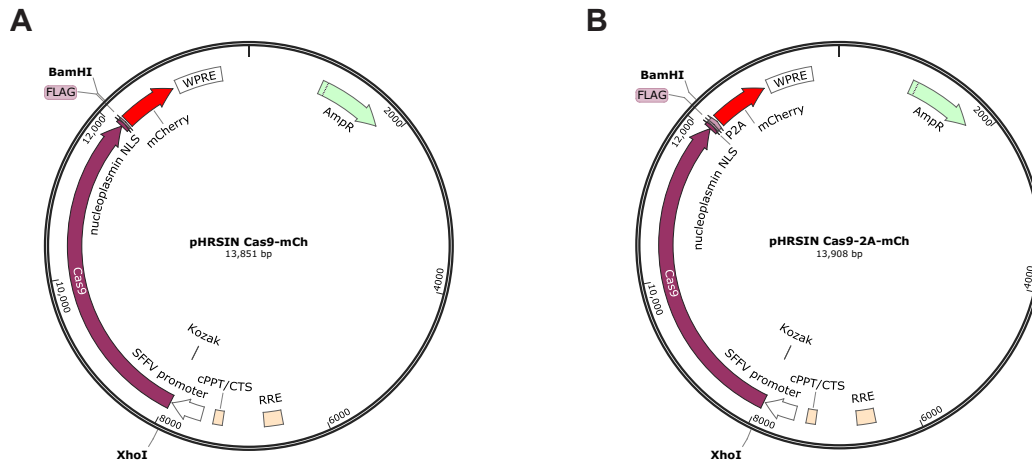 A
BamHI
FLAG
WPRE
AmpR
2000
12,000
mCherry
nucleoplasmin NLS
pHRSIN Cas9-mCh
13,851 bp
Cas9
10,000
4000
Kozak
SFFV promoter
cPPT/CTS
RRE
8000
6000
XhoI
B
BamHI
FLAG
WPRE
AmpR
2000
12,000
P2A
mCherry
nucleoplasmin NLS
pHRSIN Cas9-2A-mCh
13,908 bp
Cas9
10,000
4000
Kozak
SFFV promoter
cPPT/CTS
RRE
8000
6000
XhoI